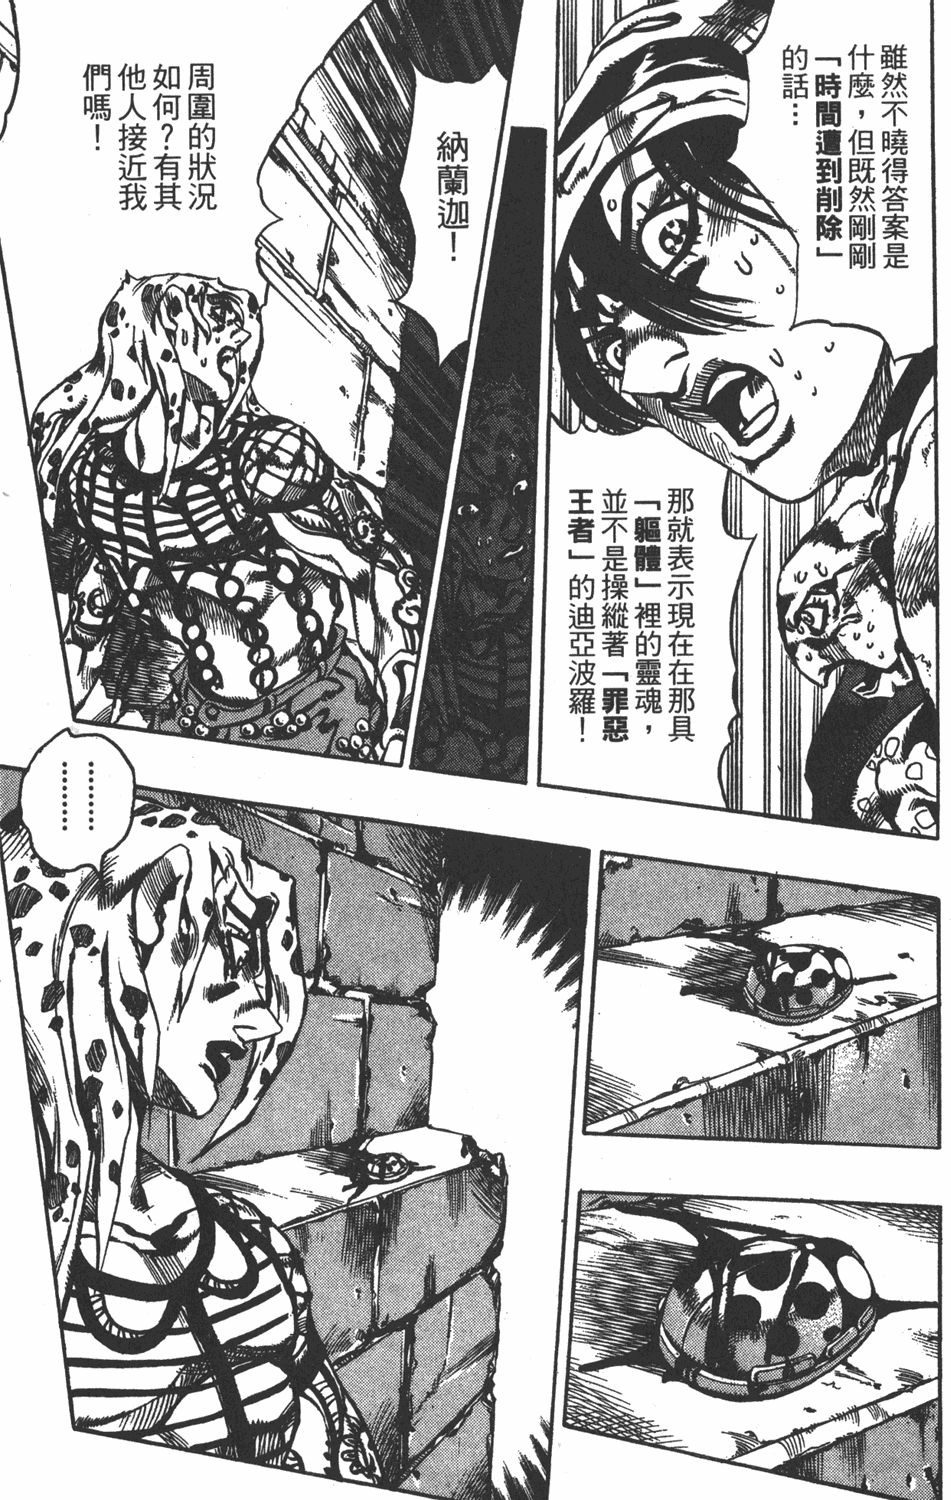 雖然不曉得答案是
什麼，但既然剛剛
「時間遭到削除」
的話…
那就表示現在在那具
「軀體」裡的靈魂，
並不是操縱著「罪惡
王者」的迪亞波羅！
納蘭迦！
周圍的狀況
如何？有其
他人接近我
們嗎！
………
………